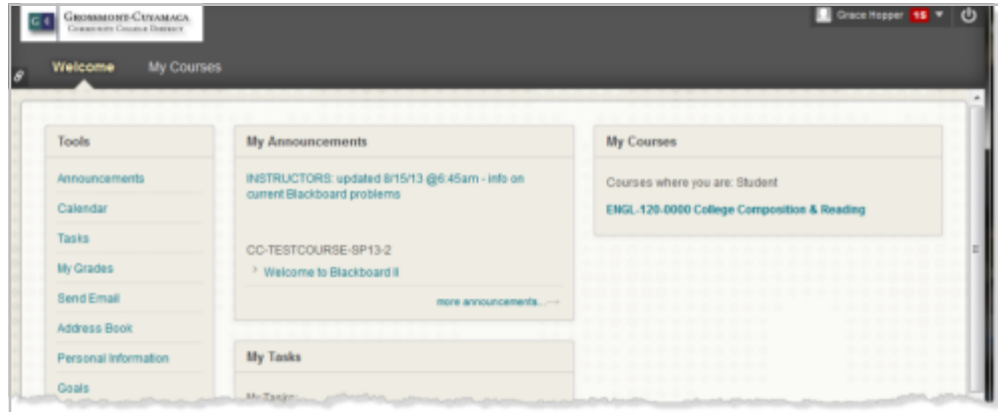 GROSSMONT-CUYAMACA
COMMUNITY COLLEGE DISTRICT
Grace Hopper 15
Welcome
My Courses
Tools
Announcements
Calendar
Tasks
My Grades
Send Email
Address Book
Personal Information
Goals
My Announcements
INSTRUCTORS: updated 8/15/13 @6:45am - info on
current Blackboard problems
CC-TESTCOURSE-SP13-2
Welcome to Blackboard II
more announcements...→
My Tasks
My Tasks:
My Courses
Courses where you are: Student
ENGL-120-0000 College Composition & Reading